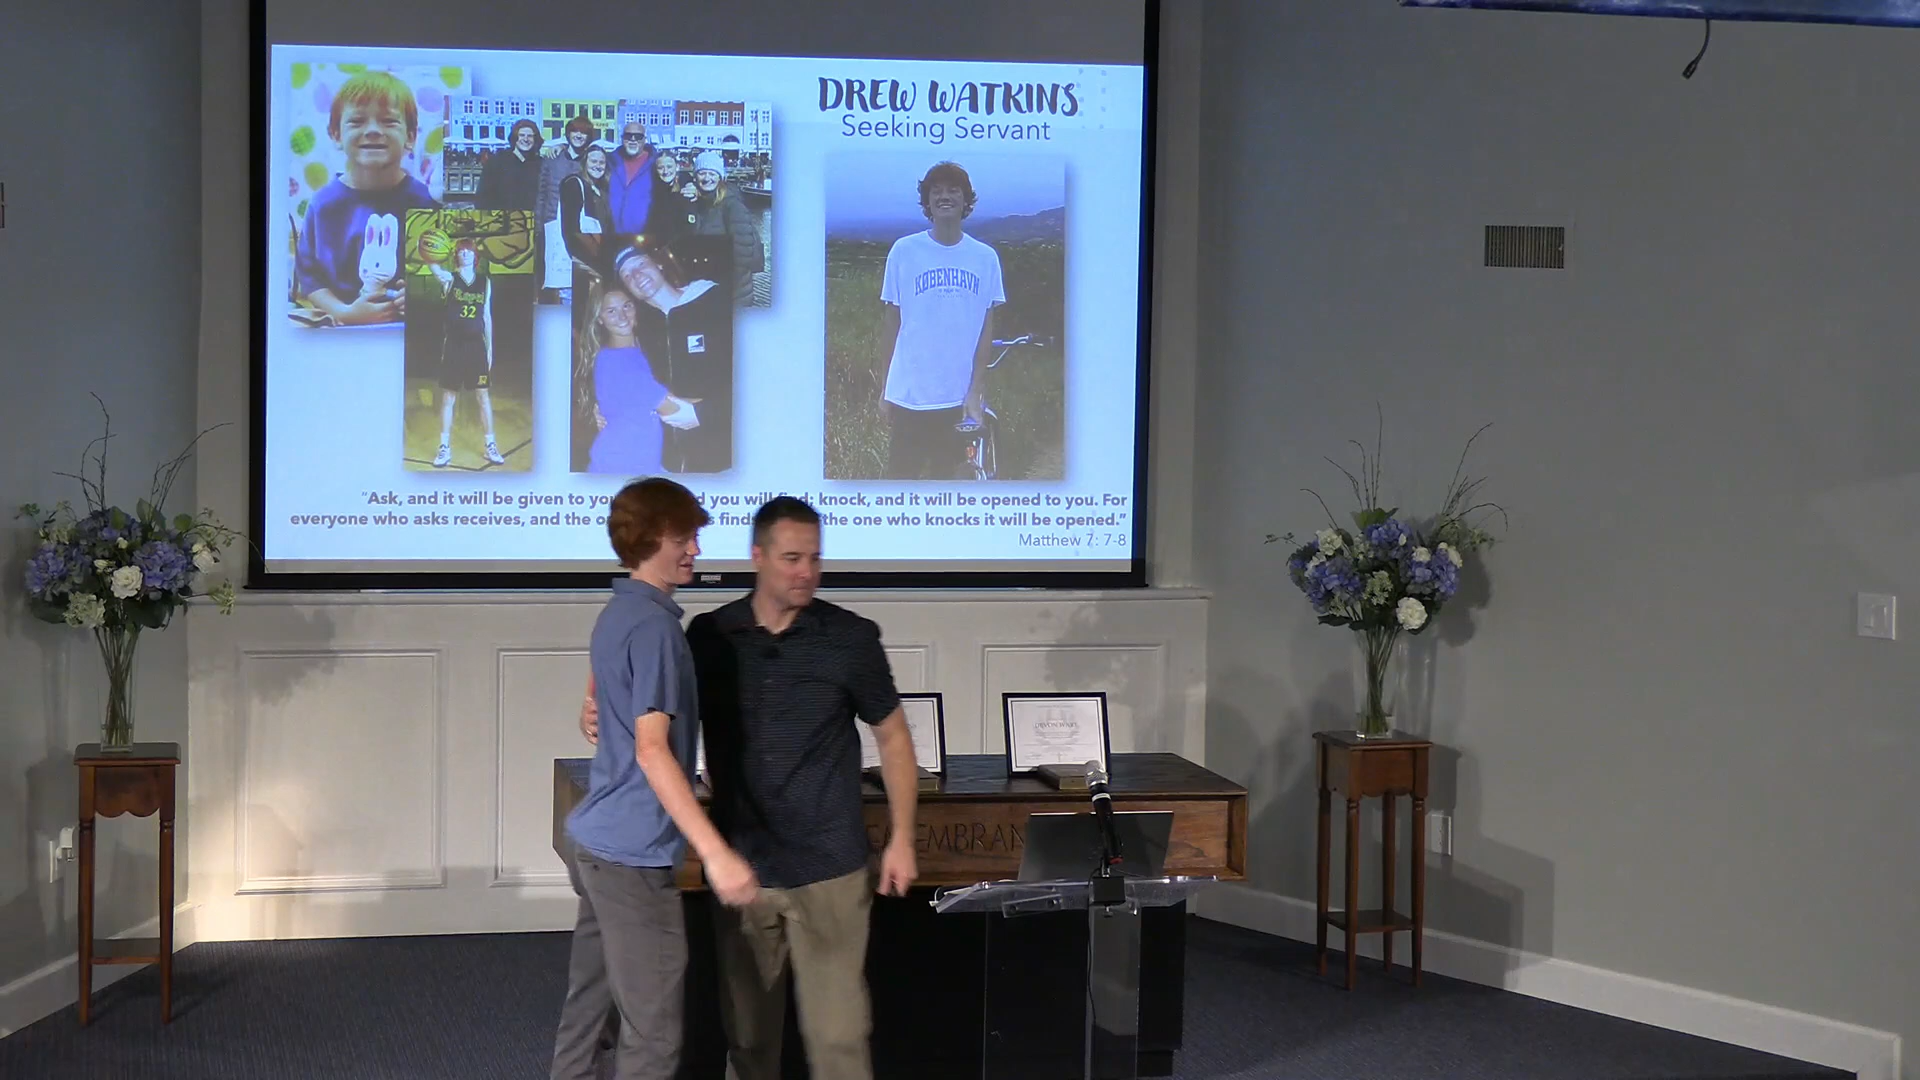 DREW WATKINS
Seeking Servant
KØBENHAVN
32
"Ask, and it will be given to you d you will find; knock, and it will be opened to you. For
everyone who asks receives, and the o s finds the one who knocks it will be opened."
Matthew 7: 7-8
EMEMBRAN